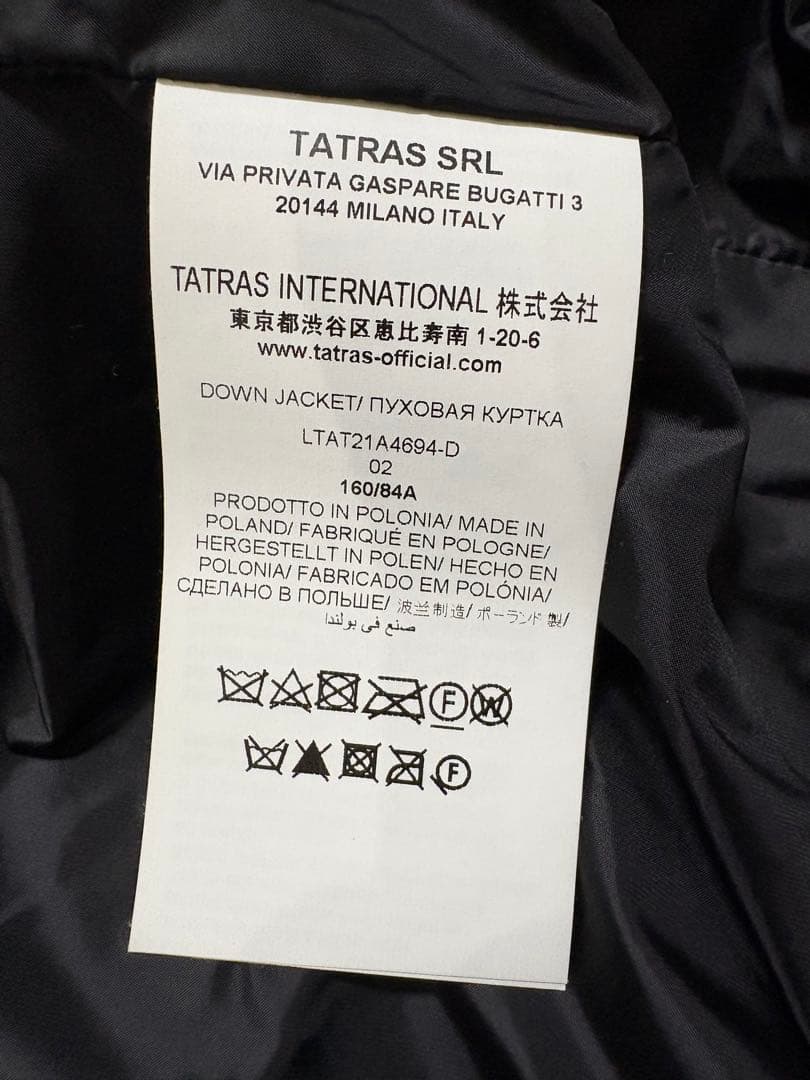 TATRAS SRL
VIA PRIVATA GASPARE BUGATTI 3
20144 MILANO ITALY
TATRAS INTERNATIONAL 株式会社
東京都渋谷区恵比寿南 1-20-6
www.tatras-official.com
DOWN JACKET/ ПУХОВАЯ КУРТКА
LTAT21A4694-D
02
160/84A
PRODOTTO IN POLONIA/ MADE IN
POLAND/ FABRIQUÉ EN POLOGNE/
HERGESTELLT IN POLEN/ HECHO EN
POLONIA/ FABRICADO EM POLÓNIA/
СДЕЛАНО В ПОЛЬШЕ/ 波兰制造/ ポーランド製/
صنع في بولندا
F W
F